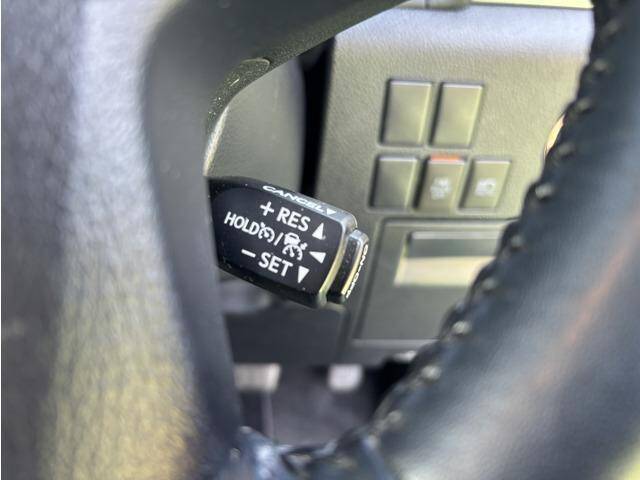 CANCEL▼
+ RES ▲
HOLD /
− SET ▼